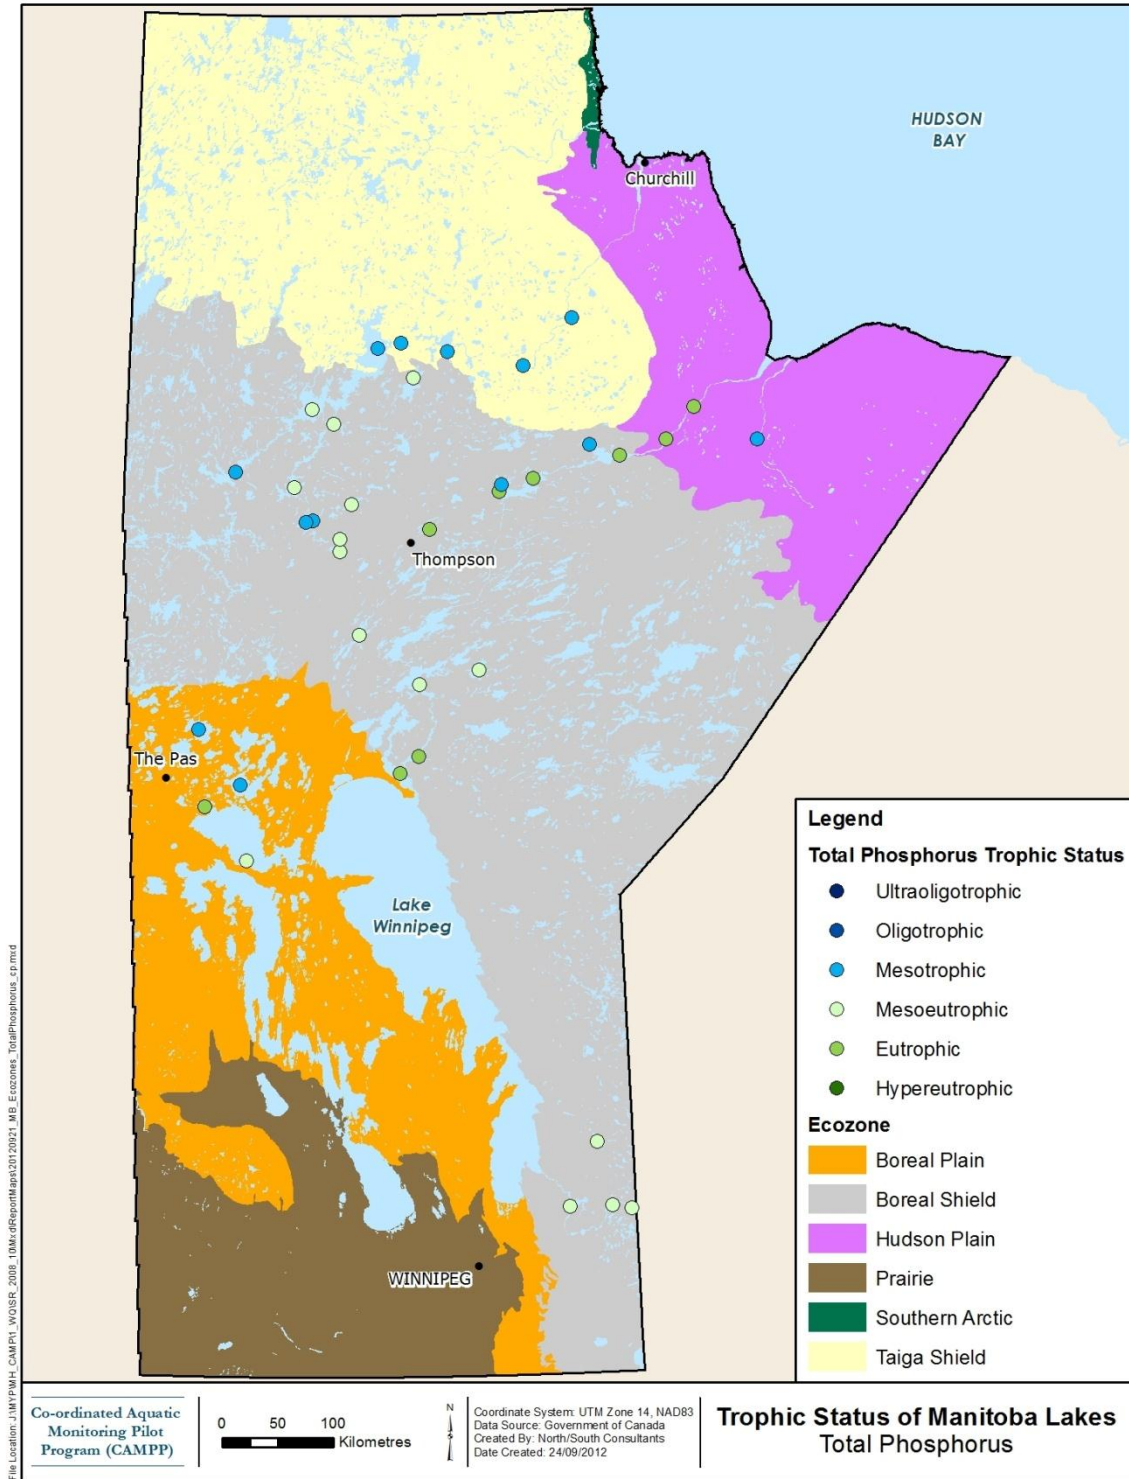 HUDSON
BAY
Churchill
Thompson
The Pas
Lake
Winnipeg
WINNIPEG
Legend
Total Phosphorus Trophic Status
Ultraoligotrophic
Oligotrophic
Mesotrophic
Mesoeutrophic
Eutrophic
Hypereutrophic
Ecozone
Boreal Plain
Boreal Shield
Hudson Plain
Prairie
Southern Arctic
Taiga Shield
Co-ordinated Aquatic
Monitoring Pilot
Program (CAMPP)
0 50 100
Kilometres
N
Coordinate System: UTM Zone 14, NAD83
Data Source: Government of Canada
Created By: North/South Consultants
Date Created: 24/09/2012
Trophic Status of Manitoba Lakes
Total Phosphorus
File Location: